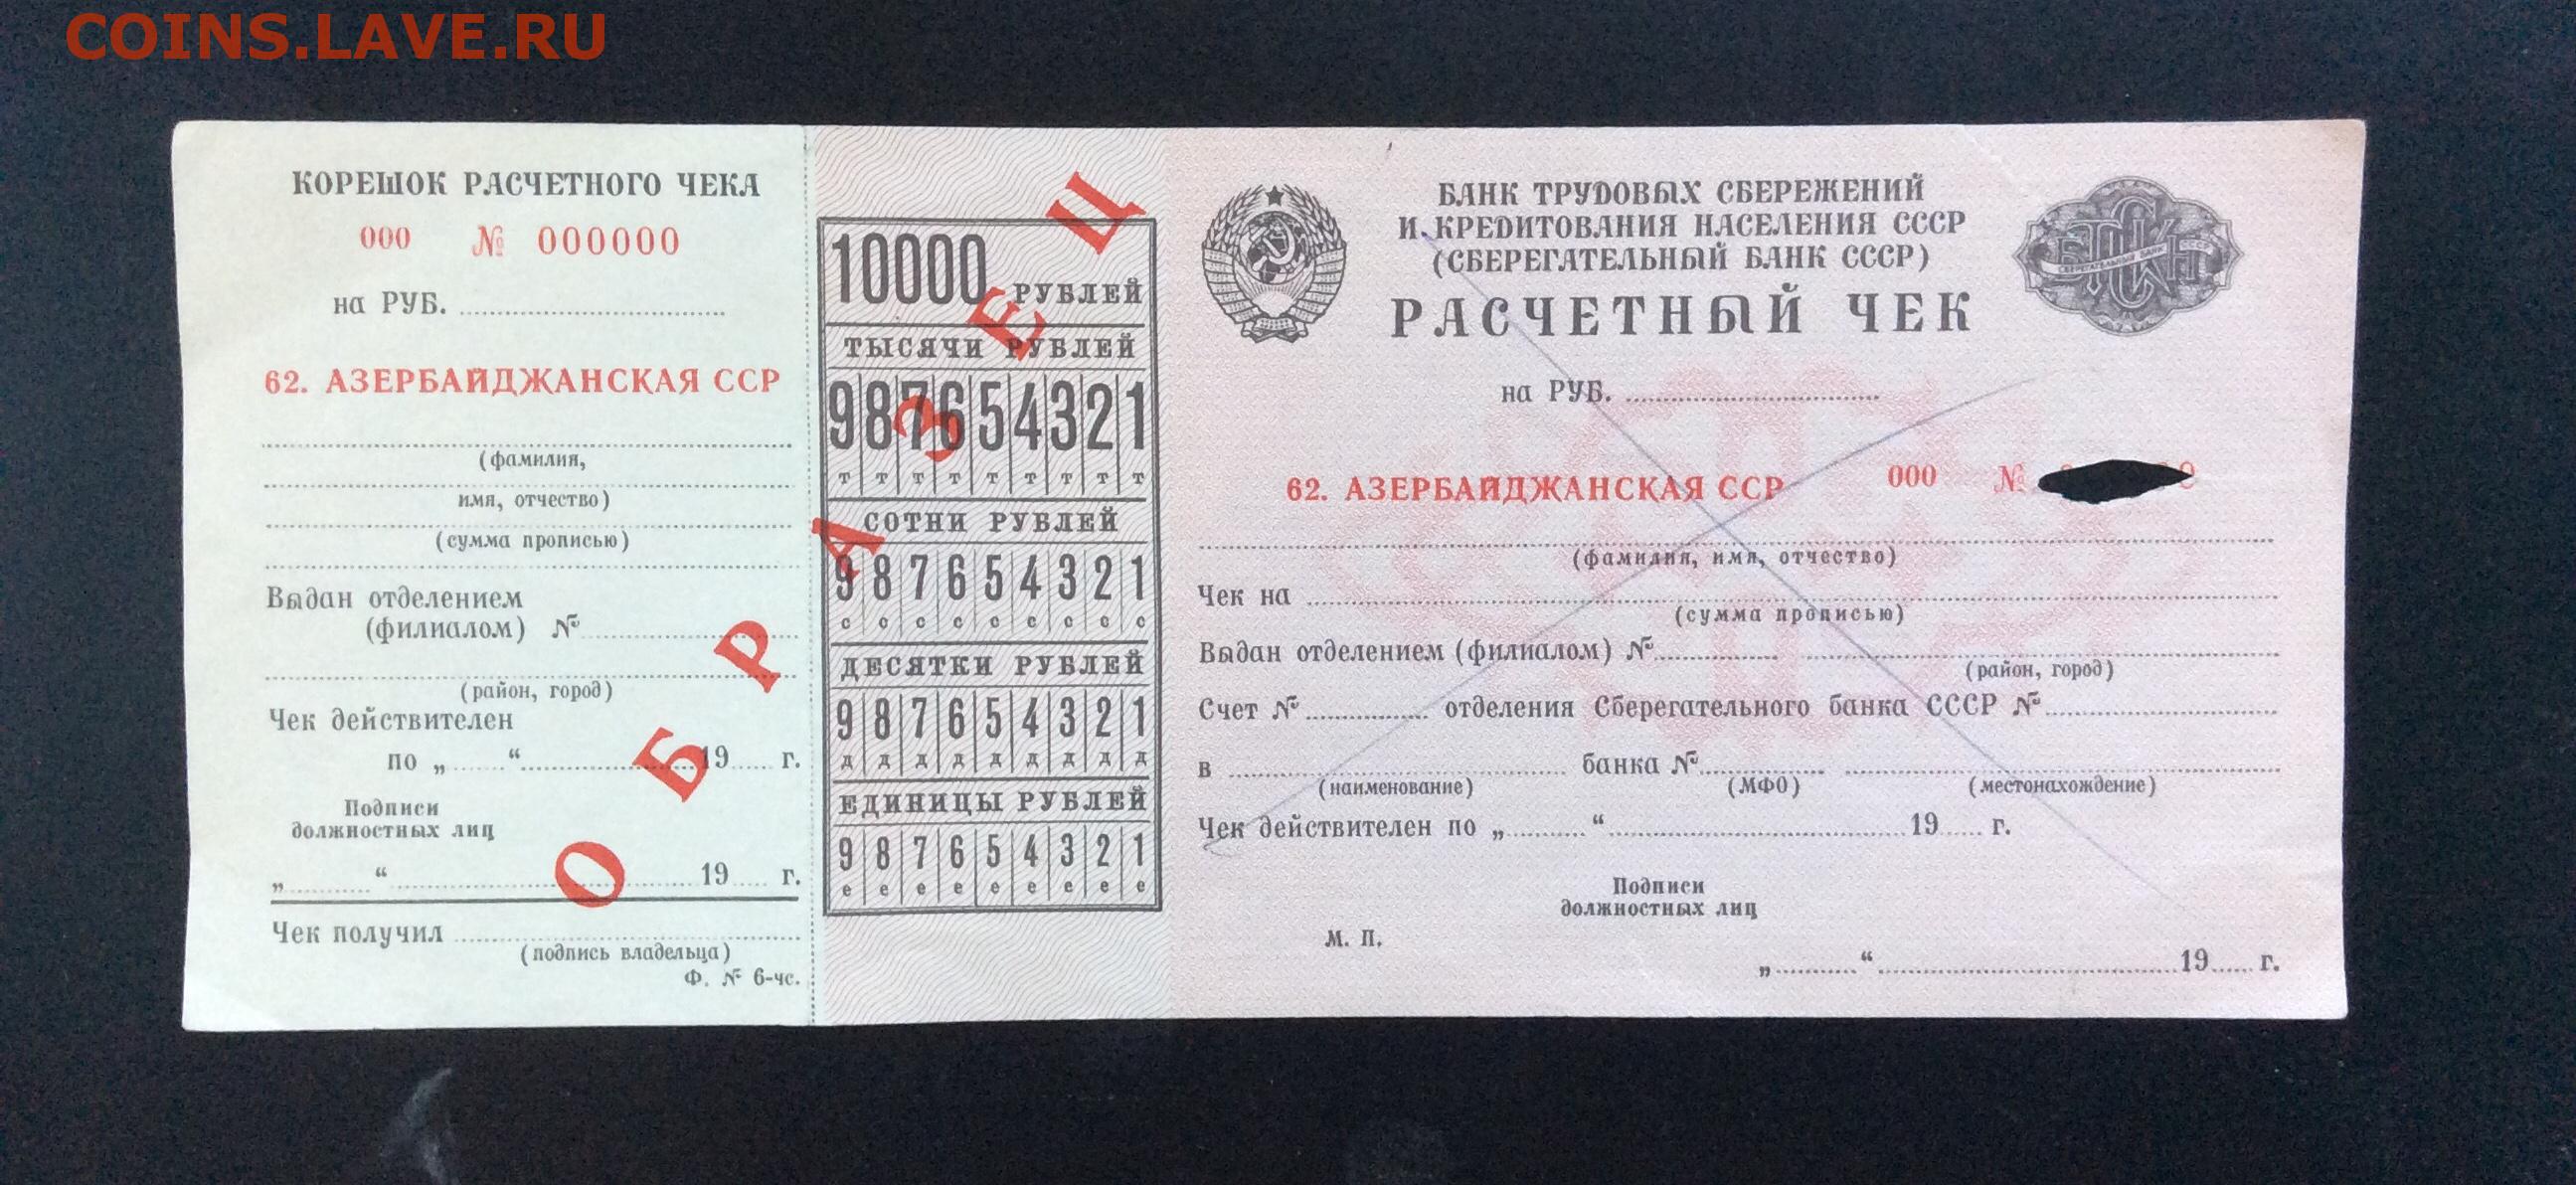 COINS.LAVE.RU
КОРЕШОК РАСЧЕТНОГО ЧЕКА
000 № 000000
на РУБ.
62. АЗЕРБАЙДЖАНСКАЯ ССР
(фамилия,
имя, отчество)
(сумма прописью)
Выдан отделением
(филиалом) №
(район, город)
Чек действителен
по „ “ 19 г.
Подписи
должностных лиц
„ “ 19 г.
Чек получил
(подпись владельца)
Ф. № 6-чс.
ОБРАЗЕЦ
10000 РУБЛЕЙ
ТЫСЯЧИ РУБЛЕЙ
9 8 7 6 5 4 3 2 1
т т т т т т т т т
СОТНИ РУБЛЕЙ
9 8 7 6 5 4 3 2 1
с с с с с с с с с
ДЕСЯТКИ РУБЛЕЙ
9 8 7 6 5 4 3 2 1
д д д д д д д д д
ЕДИНИЦЫ РУБЛЕЙ
9 8 7 6 5 4 3 2 1
е е е е е е е е е
БАНК ТРУДОВЫХ СБЕРЕЖЕНИЙ
И КРЕДИТОВАНИЯ НАСЕЛЕНИЯ СССР
(СБЕРЕГАТЕЛЬНЫЙ БАНК СССР)
СБЕРЕГАТЕЛЬНЫЙ БАНК СССР
РАСЧЕТНЫЙ ЧЕК
на РУБ.
62. АЗЕРБАЙДЖАНСКАЯ ССР 000 №
(фамилия, имя, отчество)
Чек на
(сумма прописью)
Выдан отделением (филиалом) №
(район, город)
Счет № отделения Сберегательного банка СССР №
в банка №
(наименование) (МФО) (местонахождение)
Чек действителен по „ “ 19 г.
Подписи
должностных лиц
М. П.
„ “ 19 г.